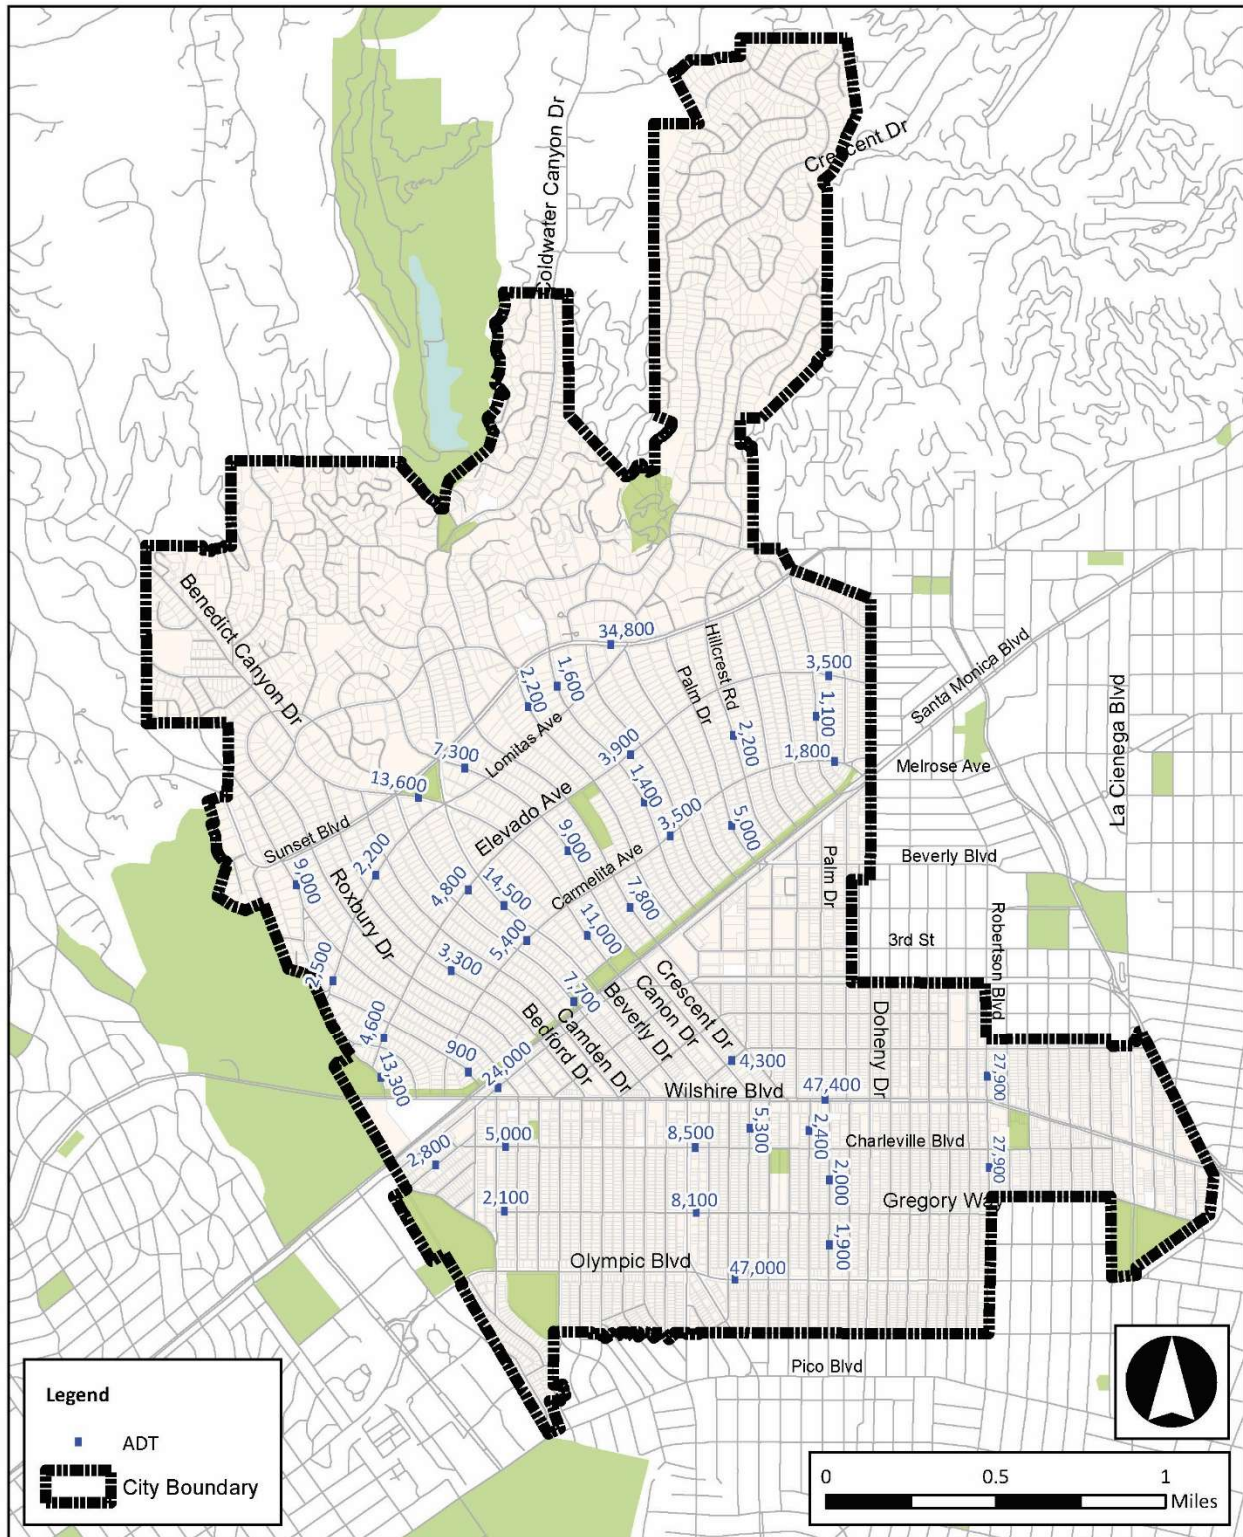 Crescent Dr
Coldwater Canyon Dr
Benedict Canyon Dr
34,800
Hillcrest Rd
1,600
2,200
Palm Dr
3,500
1,100
Santa Monica Blvd
La Cienega Blvd
Lomitas Ave
7,300
3,900
2,200
1,800
Melrose Ave
13,600
1,400
3,500
5,000
Elevado Ave
Sunset Blvd
2,200
9,000
Carmelita Ave
Palm Dr
Beverly Blvd
9,000
Roxbury Dr
4,800
14,500
7,800
11,000
5,400
3rd St
Robertson Blvd
3,300
2,500
7,700
Crescent Dr
Canon Dr
Beverly Dr
Camden Dr
Bedford Dr
Doheny Dr
4,600
13,300
900
24,000
4,300
27,900
Wilshire Blvd
47,400
5,000
8,500
5,300
2,400
Charleville Blvd
2,800
27,900
2,000
2,100
8,100
Gregory Way
1,900
Olympic Blvd
47,000
Pico Blvd
Legend
ADT
City Boundary
0 0.5 1
Miles